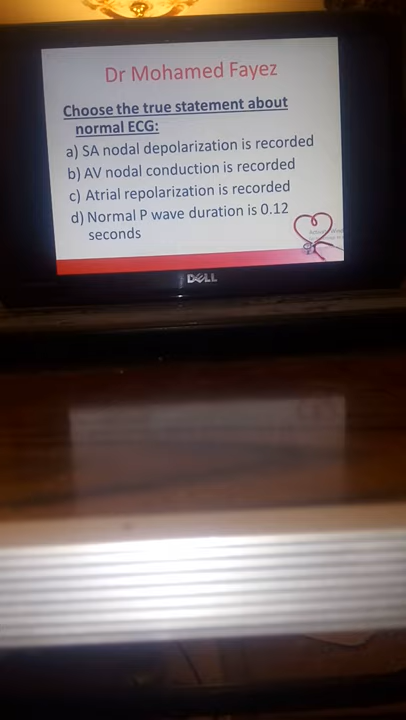 Dr Mohamed Fayez
Choose the true statement about
normal ECG:
a) SA nodal depolarization is recorded
b) AV nodal conduction is recorded
c) Atrial repolarization is recorded
d) Normal P wave duration is 0.12
seconds
DELL